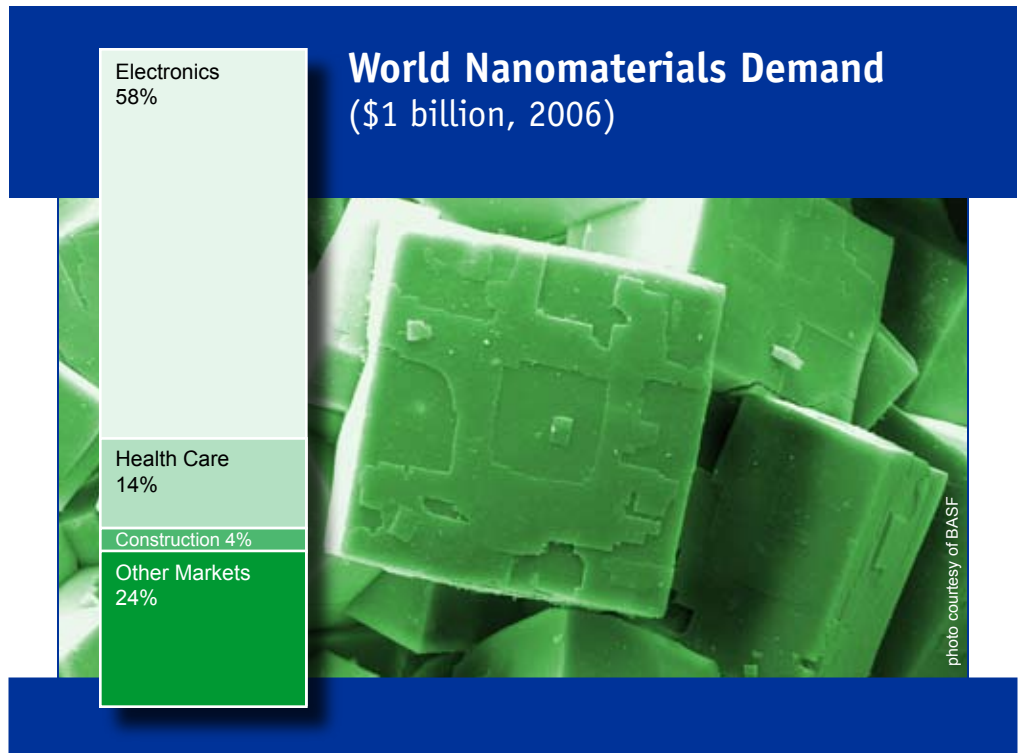 World Nanomaterials Demand
($1 billion, 2006)
Electronics
58%
Health Care
14%
Construction 4%
Other Markets
24%
photo courtesy of BASF